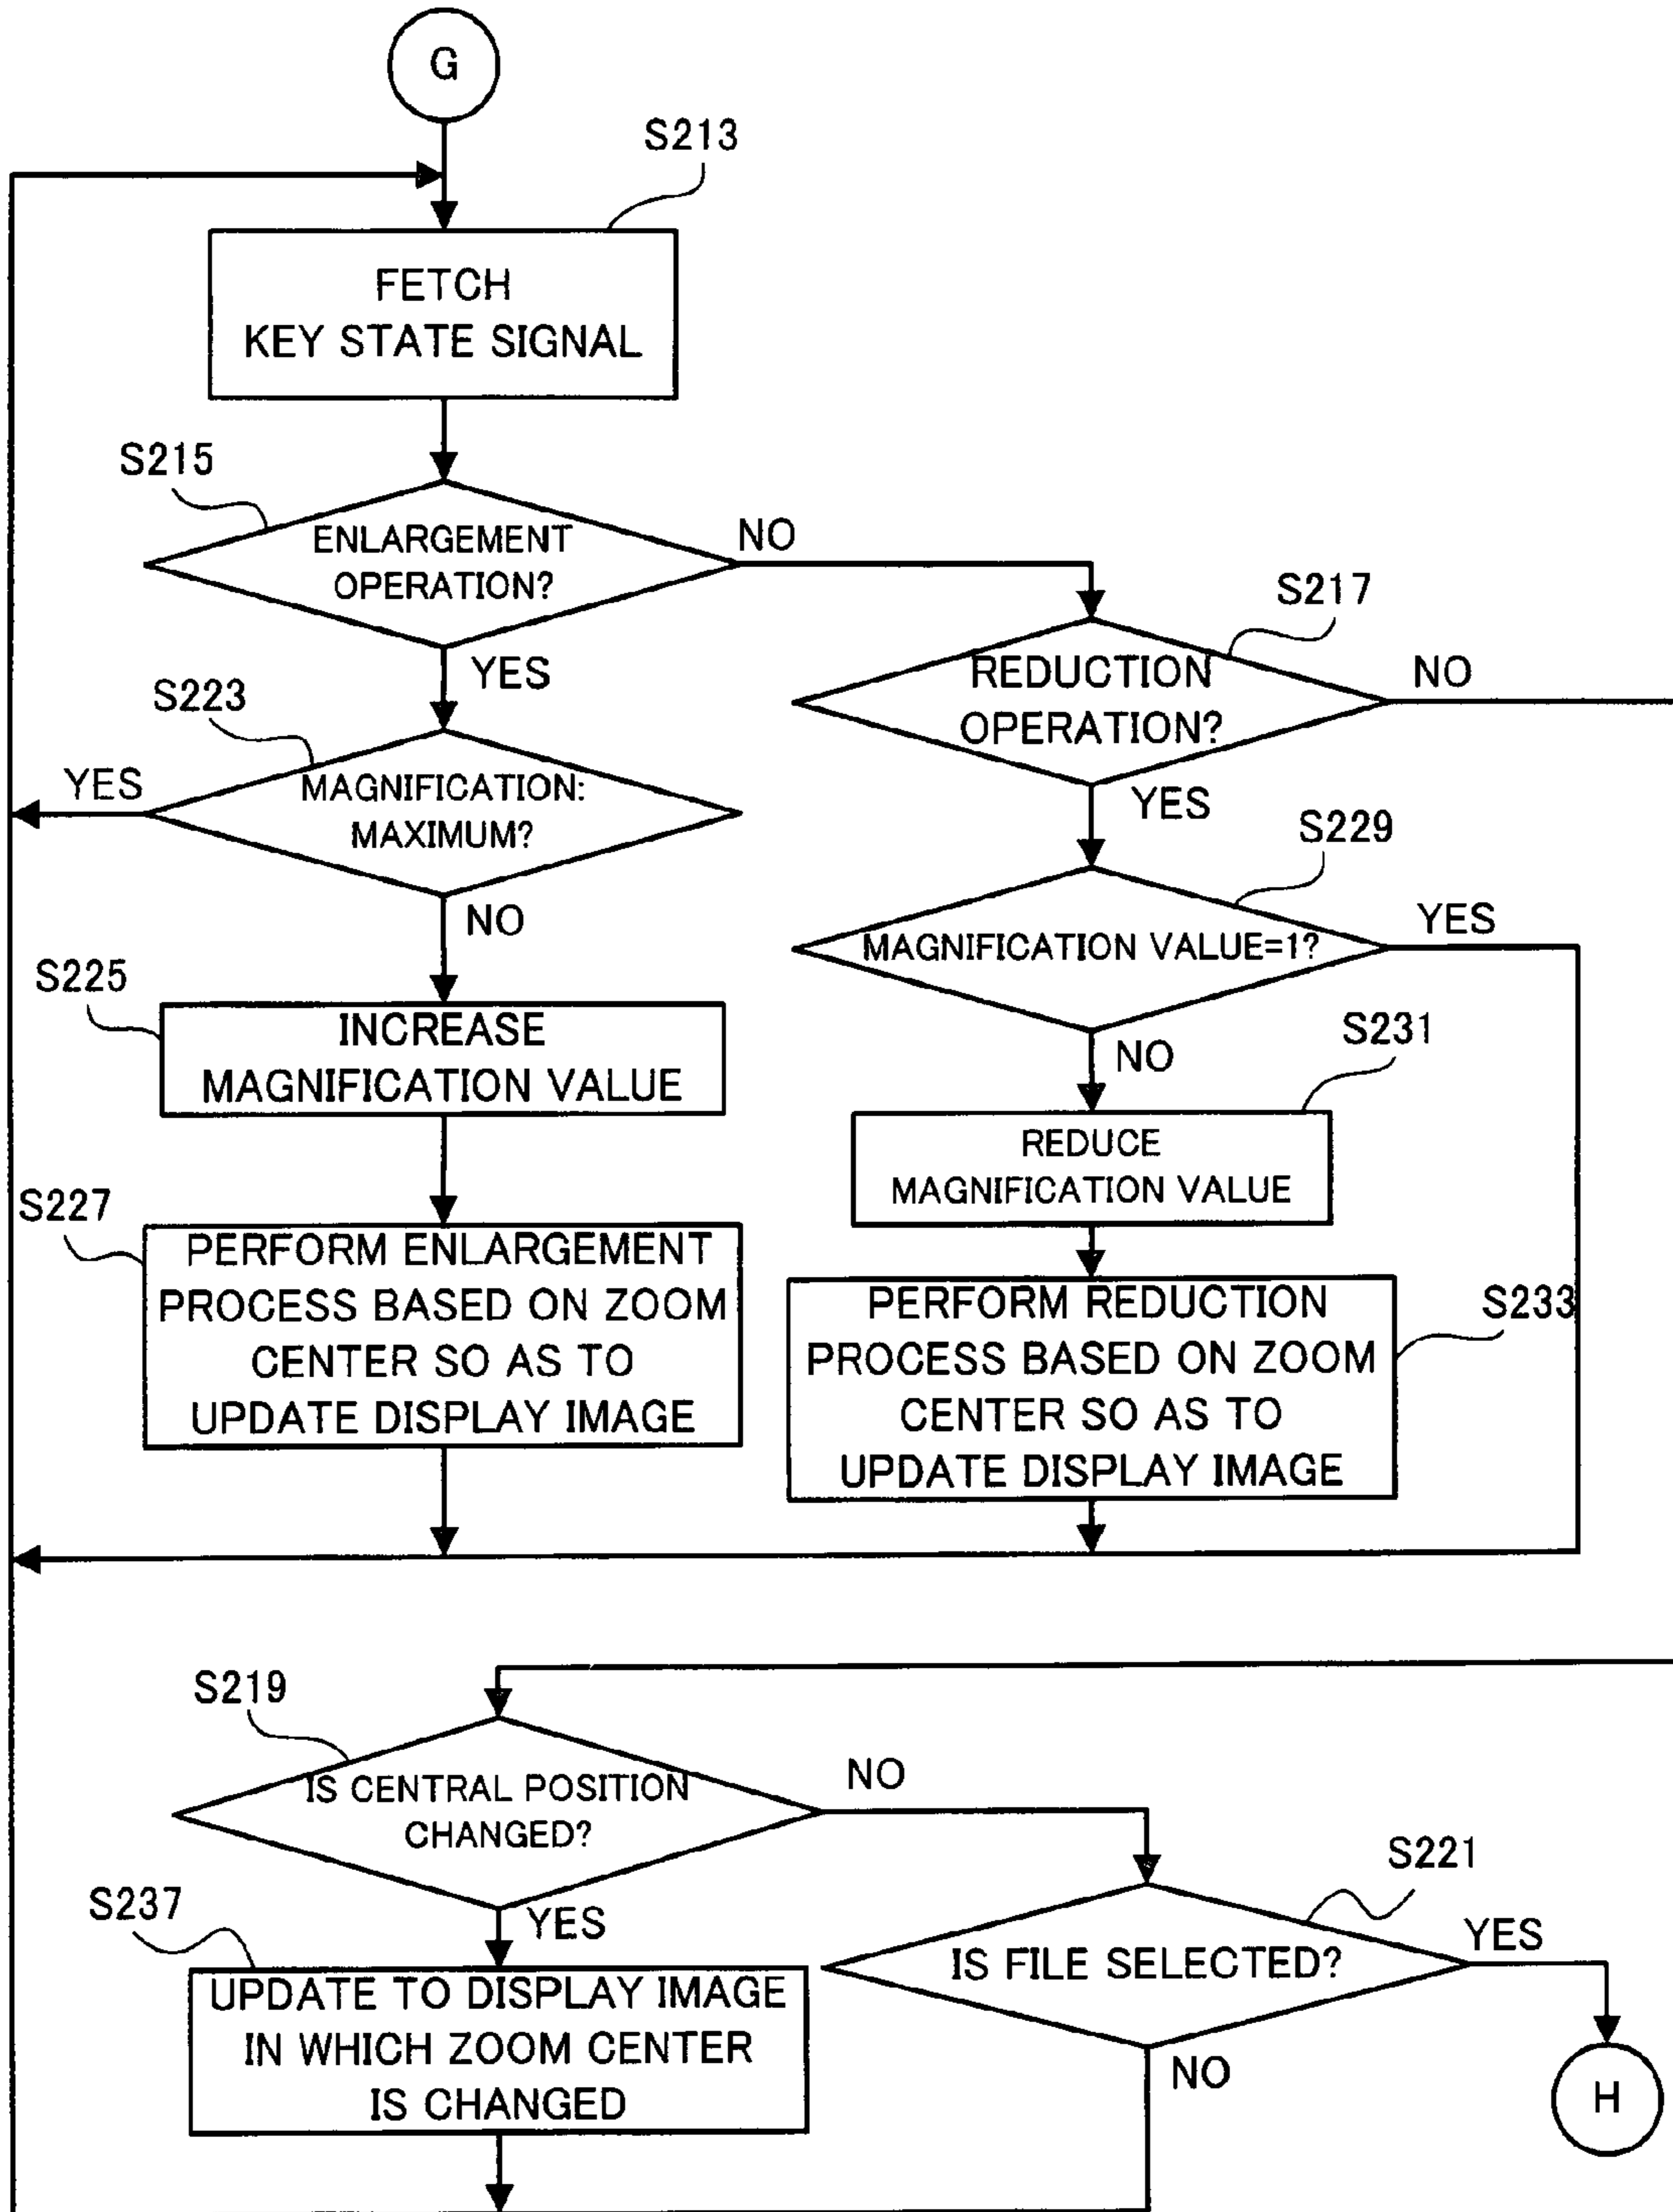 G
S213
FETCH
KEY STATE SIGNAL
S215
ENLARGEMENT
OPERATION?
NO
S217
REDUCTION
OPERATION?
NO
YES
S223
MAGNIFICATION:
MAXIMUM?
YES
YES
S229
MAGNIFICATION VALUE=1?
YES
NO
S225
INCREASE
MAGNIFICATION VALUE
NO
S231
REDUCE
MAGNIFICATION VALUE
S227
PERFORM ENLARGEMENT
PROCESS BASED ON ZOOM
CENTER SO AS TO
UPDATE DISPLAY IMAGE
S233
PERFORM REDUCTION
PROCESS BASED ON ZOOM
CENTER SO AS TO
UPDATE DISPLAY IMAGE
S219
IS CENTRAL POSITION
CHANGED?
NO
S221
IS FILE SELECTED?
YES
S237
YES
UPDATE TO DISPLAY IMAGE
IN WHICH ZOOM CENTER
IS CHANGED
NO
H